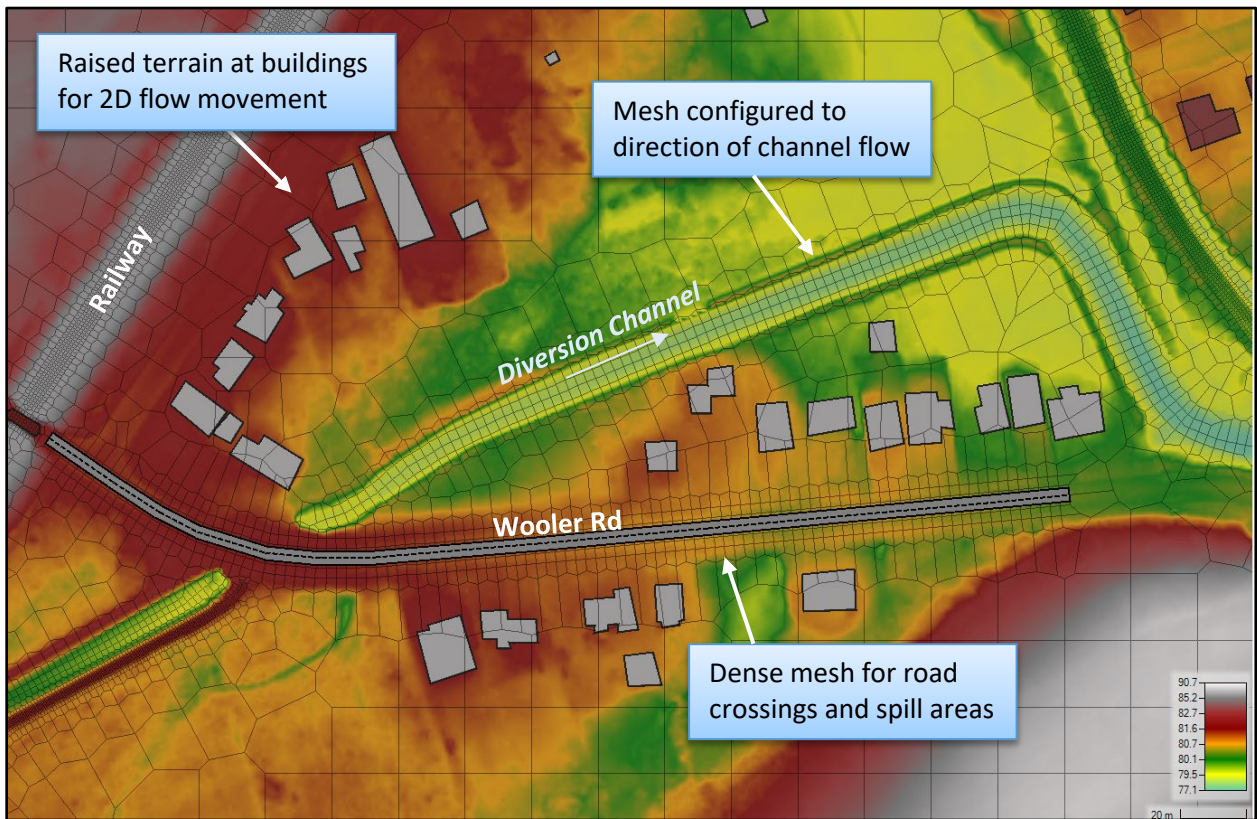 Raised terrain at buildings
for 2D flow movement
Mesh configured to
direction of channel flow
Railway
Diversion Channel
Wooler Rd
Dense mesh for road
crossings and spill areas
90.7
85.2
82.7
81.6
80.7
80.1
79.5
77.1
20 m